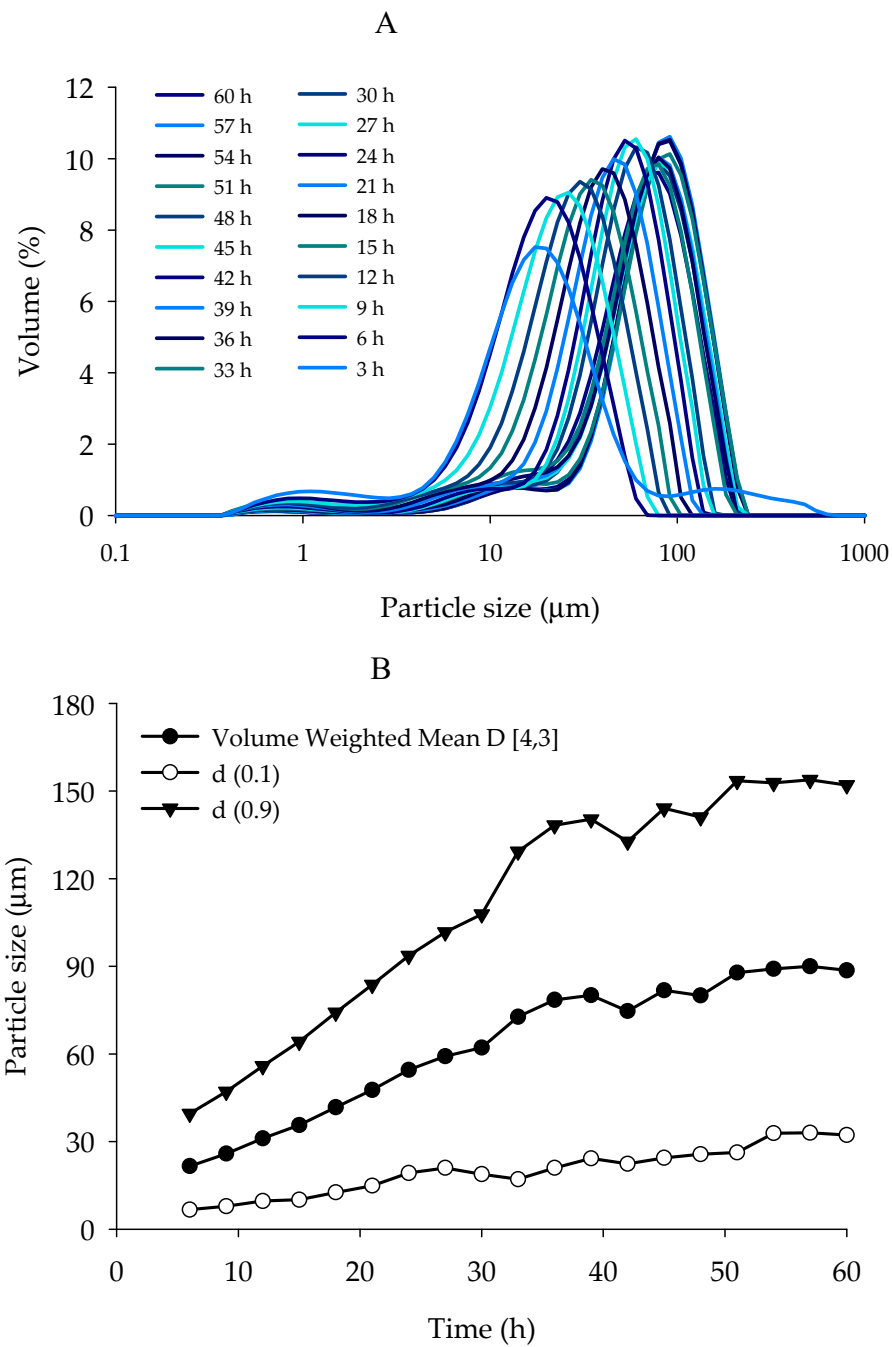 A
12
10
8
6
4
2
0
Volume (%)
60 h
57 h
54 h
51 h
48 h
45 h
42 h
39 h
36 h
33 h
30 h
27 h
24 h
21 h
18 h
15 h
12 h
9 h
6 h
3 h
0.1 1 10 100 1000
Particle size (μm)
B
180
150
120
90
60
30
0
Particle size (μm)
Volume Weighted Mean D [4,3]
d (0.1)
d (0.9)
0 10 20 30 40 50 60
Time (h)